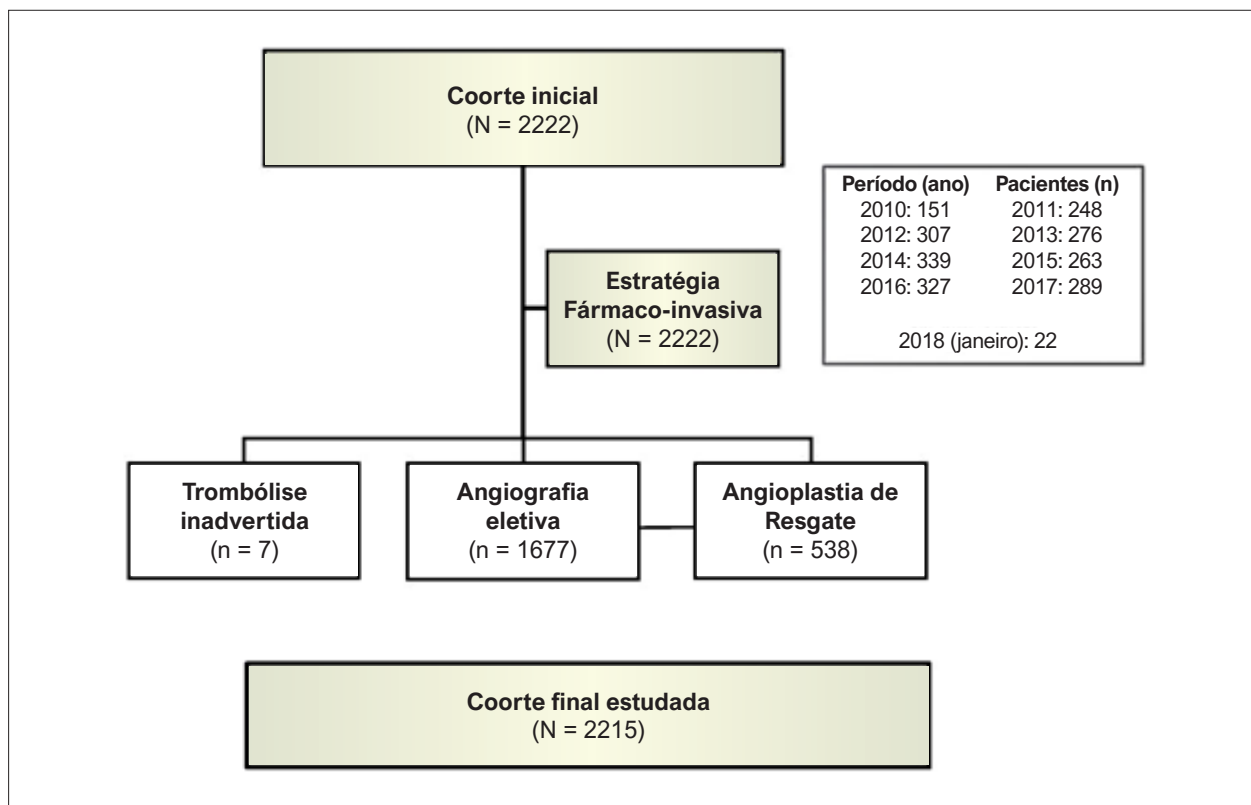 Coorte inicial
(N = 2222)
Período (ano) Pacientes (n)
2010: 151 2011: 248
2012: 307 2013: 276
2014: 339 2015: 263
2016: 327 2017: 289
2018 (janeiro): 22
Estratégia
Fármaco-invasiva
(N = 2222)
Trombólise
inadvertida
(n = 7)
Angiografia
eletiva
(n = 1677)
Angioplastia de
Resgate
(n = 538)
Coorte final estudada
(N = 2215)